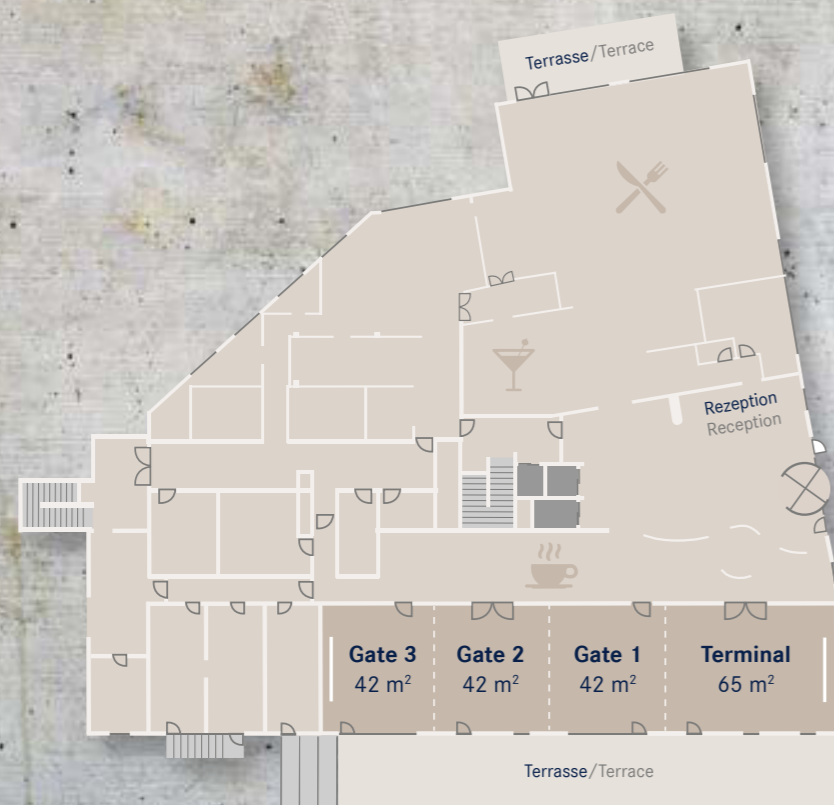 Terrasse/Terrace
Rezeption
Reception
Gate 3
42 m²
Gate 2
42 m²
Gate 1
42 m²
Terminal
65 m²
Terrasse/Terrace